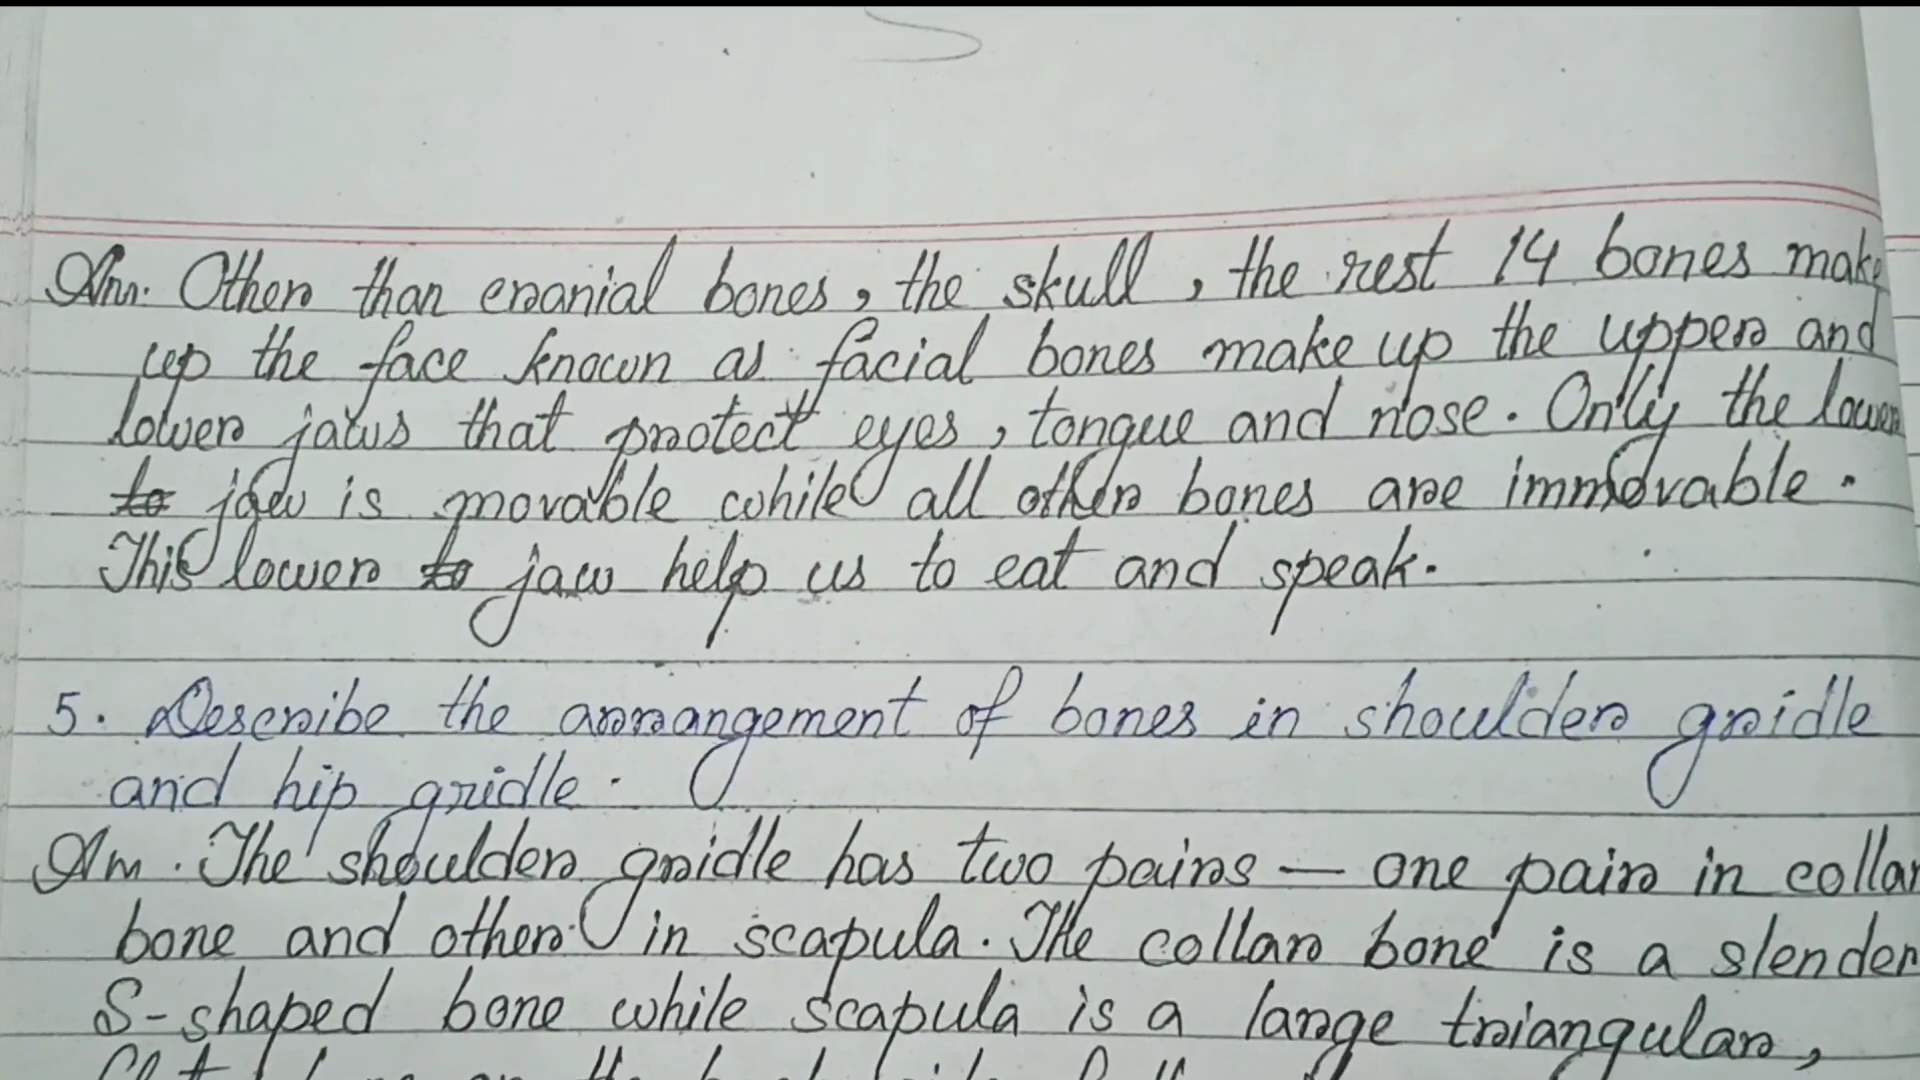 Ans. Other than cranial bones, the skull, the rest 14 bones make
up the face known as facial bones make up the upper and
lower jaws that protect eyes, tongue and nose. Only the lower
to jaw is movable while all other bones are immovable.
This lower to jaw help us to eat and speak.
5. Describe the arrangement of bones in shoulder gridle
and hip gridle.
Ans. The shoulder gridle has two pairs — one pair in collar
bone and other in scapula. The collar bone is a slender
S-shaped bone while scapula is a large triangular,